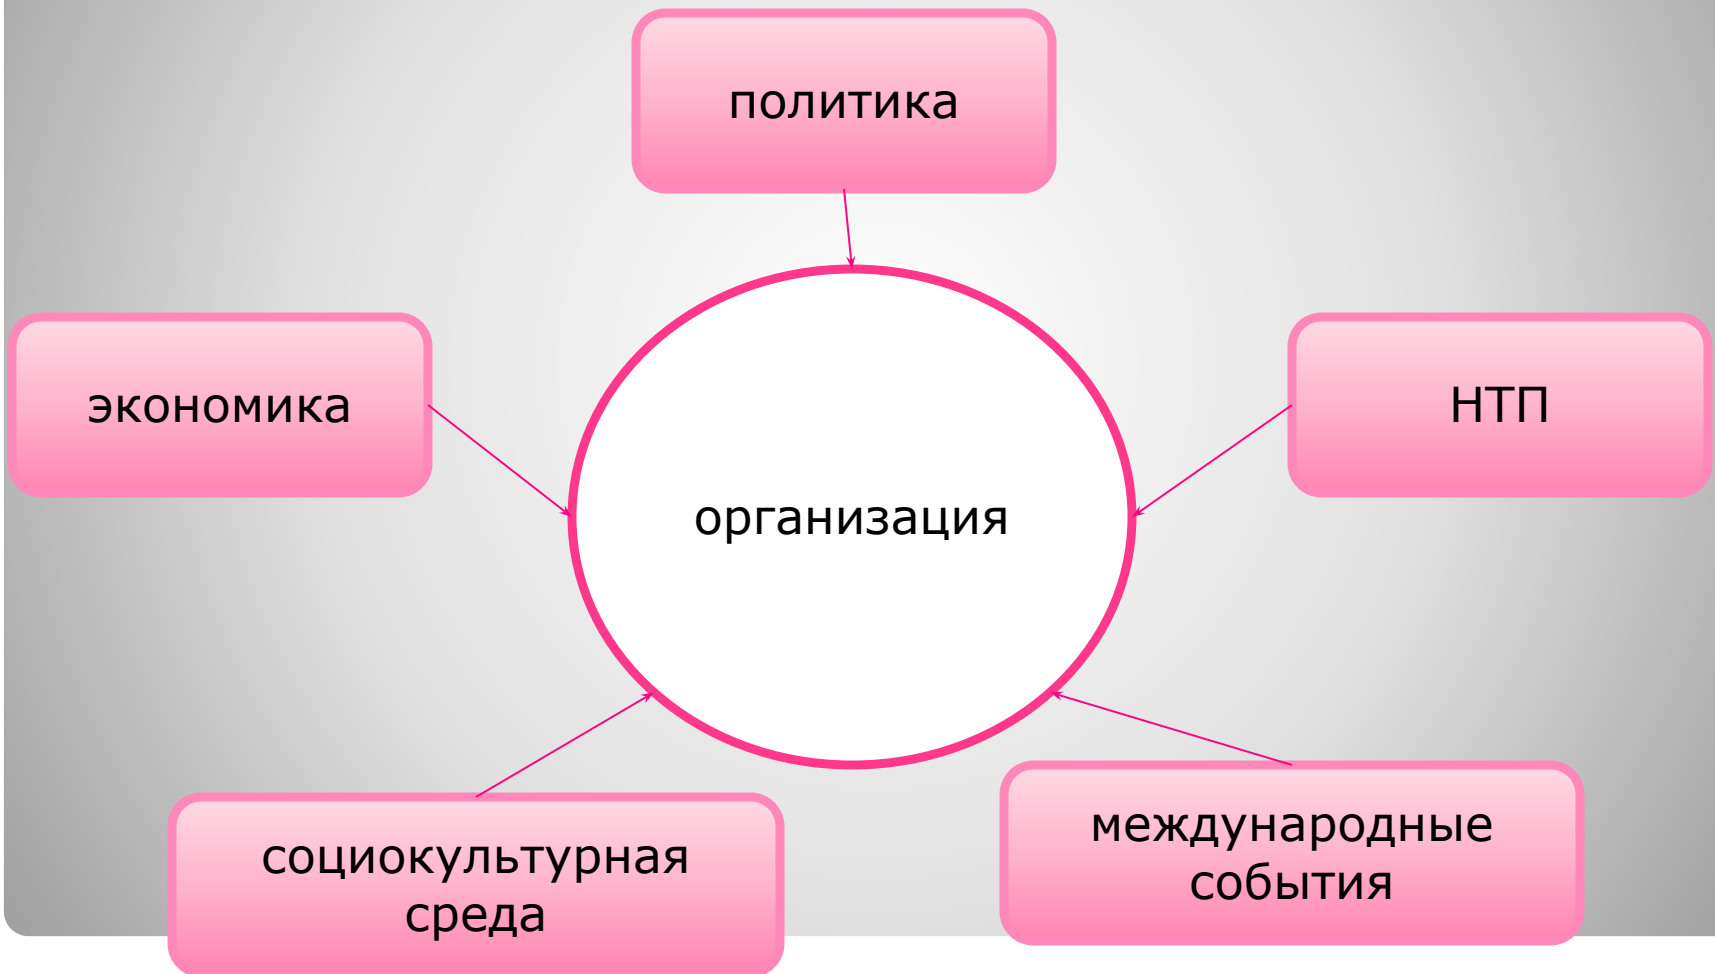 политика
экономика
НТП
организация
социокультурная
среда
международные
события